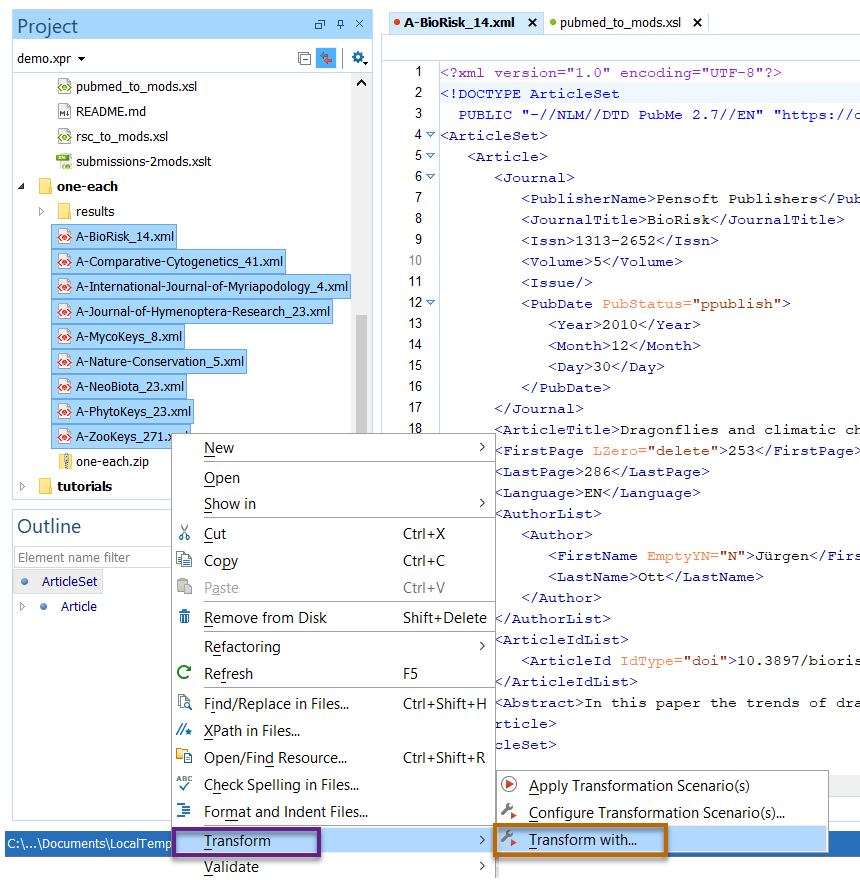 Project
demo.xpr
pubmed_to_mods.xsl
README.md
rsc_to_mods.xsl
submissions-2mods.xslt
one-each
results
A-BioRisk_14.xml
A-Comparative-Cytogenetics_41.xml
A-International-Journal-of-Myriapodology_4.xml
A-Journal-of-Hymenoptera-Research_23.xml
A-MycoKeys_8.xml
A-Nature-Conservation_5.xml
A-NeoBiota_23.xml
A-PhytoKeys_23.xml
A-ZooKeys_271.x
one-each.zip
tutorials
Outline
Element name filter
ArticleSet
Article
C:\...\Documents\LocalTemp
New
Open
Show in
Cut Ctrl+X
Copy Ctrl+C
Paste Ctrl+V
Remove from Disk Shift+Delete
Refactoring
Refresh F5
Find/Replace in Files... Ctrl+Shift+H
XPath in Files...
Open/Find Resource... Ctrl+Shift+R
ABC Check Spelling in Files...
Format and Indent Files...
Transform
Validate
Apply Transformation Scenario(s)
Configure Transformation Scenario(s)...
Transform with...
A-BioRisk_14.xml pubmed_to_mods.xsl
1 <?xml version="1.0" encoding="UTF-8"?>
2 <!DOCTYPE ArticleSet
3 PUBLIC "-//NLM//DTD PubMe 2.7//EN" "https://
4 <ArticleSet>
5 <Article>
6 <Journal>
7 <PublisherName>Pensoft Publishers</Pub
8 <JournalTitle>BioRisk</JournalTitle>
9 <Issn>1313-2652</Issn>
10 <Volume>5</Volume>
11 <Issue/>
12 <PubDate PubStatus="ppublish">
13 <Year>2010</Year>
14 <Month>12</Month>
15 <Day>30</Day>
16 </PubDate>
17 </Journal>
18 <ArticleTitle>Dragonflies and climatic ch
<FirstPage LZero="delete">253</FirstPage>
<LastPage>286</LastPage>
<Language>EN</Language>
<AuthorList>
<Author>
<FirstName EmptyYN="N">Jürgen</Firs
<LastName>Ott</LastName>
</Author>
</AuthorList>
<ArticleIdList>
<ArticleId IdType="doi">10.3897/bioris
</ArticleIdList>
<Abstract>In this paper the trends of dra
rticle>
cleSet>